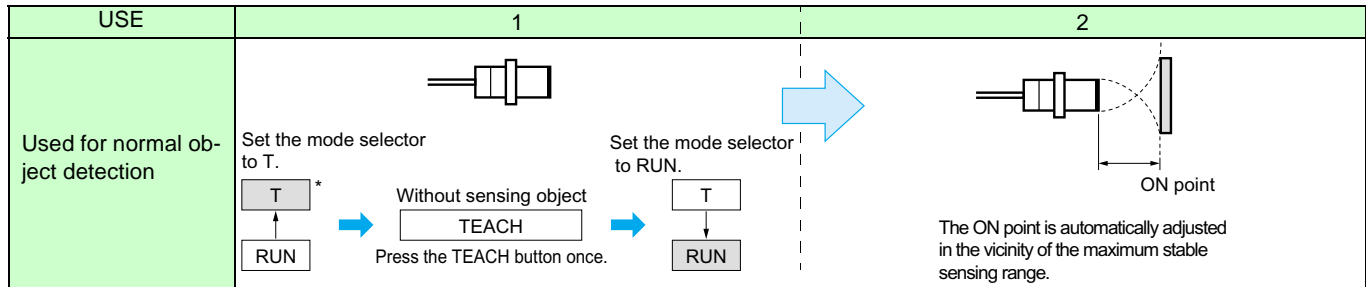 USE
1
2
Used for normal ob-
ject detection
Set the mode selector
to T.
T
*
RUN
Without sensing object
TEACH
Press the TEACH button once.
Set the mode selector
to RUN.
T
RUN
ON point
The ON point is automatically adjusted
in the vicinity of the maximum stable
sensing range.